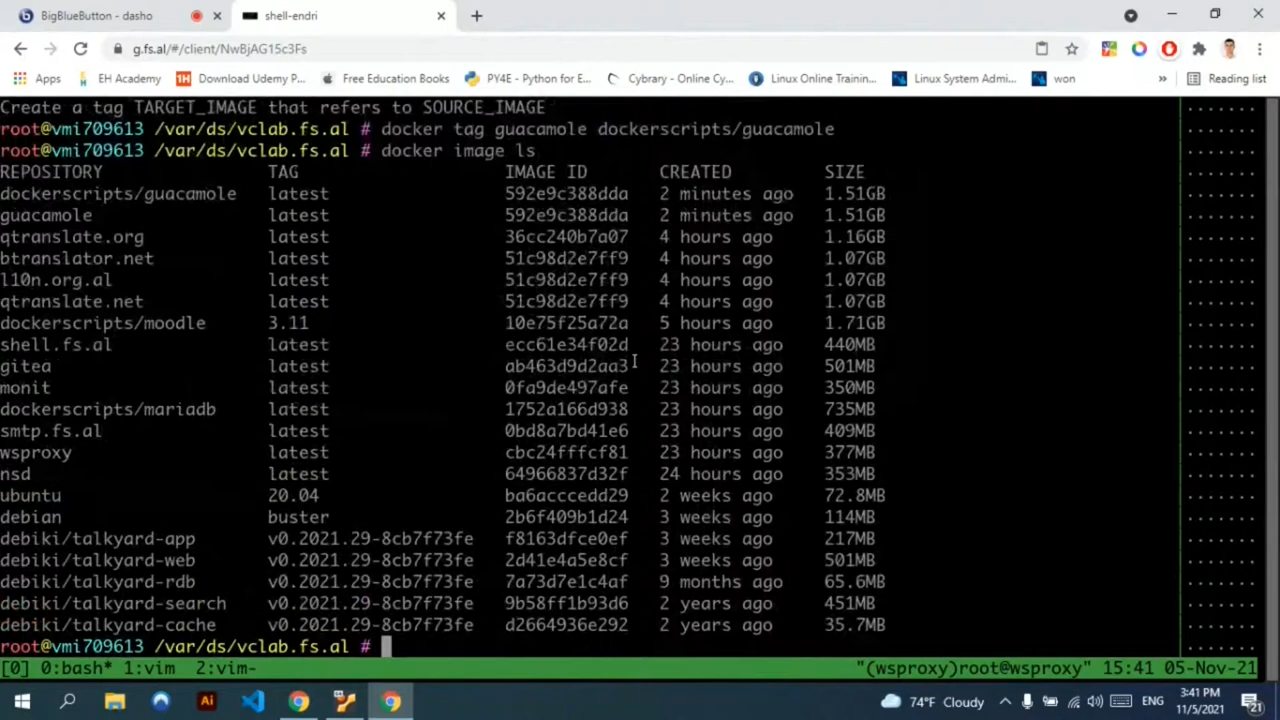 BigBlueButton - dasho
shell-endri
g.fs.al/#/client/NwBjAG15c3Fs
Apps EH Academy Download Udemy P... Free Education Books PY4E - Python for E... Cybrary - Online Cy... Linux Online Trainin... Linux System Admi... won » Reading list
Create a tag TARGET_IMAGE that refers to SOURCE_IMAGE
root@vmi709613 /var/ds/vclab.fs.al # docker tag guacamole dockerscripts/guacamole
root@vmi709613 /var/ds/vclab.fs.al # docker image ls
REPOSITORY TAG IMAGE ID CREATED SIZE
dockerscripts/guacamole latest 592e9c388dda 2 minutes ago 1.51GB
guacamole latest 592e9c388dda 2 minutes ago 1.51GB
qtranslate.org latest 36cc240b7a07 4 hours ago 1.16GB
btranslator.net latest 51c98d2e7ff9 4 hours ago 1.07GB
l10n.org.al latest 51c98d2e7ff9 4 hours ago 1.07GB
qtranslate.net latest 51c98d2e7ff9 4 hours ago 1.07GB
dockerscripts/moodle 3.11 10e75f25a72a 5 hours ago 1.71GB
shell.fs.al latest ecc61e34f02d 23 hours ago 440MB
gitea latest ab463d9d2aa3 23 hours ago 501MB
monit latest 0fa9de497afe 23 hours ago 350MB
dockerscripts/mariadb latest 1752a166d938 23 hours ago 735MB
smtp.fs.al latest 0bd8a7bd41e6 23 hours ago 409MB
wsproxy latest cbc24fffcf81 23 hours ago 377MB
nsd latest 64966837d32f 24 hours ago 353MB
ubuntu 20.04 ba6acccedd29 2 weeks ago 72.8MB
debian buster 2b6f409b1d24 3 weeks ago 114MB
debiki/talkyard-app v0.2021.29-8cb7f73fe f8163dfce0ef 3 weeks ago 217MB
debiki/talkyard-web v0.2021.29-8cb7f73fe 2d41e4a5e8cf 3 weeks ago 501MB
debiki/talkyard-rdb v0.2021.29-8cb7f73fe 7a73d7e1c4af 9 months ago 65.6MB
debiki/talkyard-search v0.2021.29-8cb7f73fe 9b58ff1b93d6 2 years ago 451MB
debiki/talkyard-cache v0.2021.29-8cb7f73fe d2664936e292 2 years ago 35.7MB
root@vmi709613 /var/ds/vclab.fs.al #
[0] 0:bash* 1:vim 2:vim- "(wsproxy)root@wsproxy" 15:41 05-Nov-21
Ai 74°F Cloudy ENG 3:41 PM
11/5/2021 21